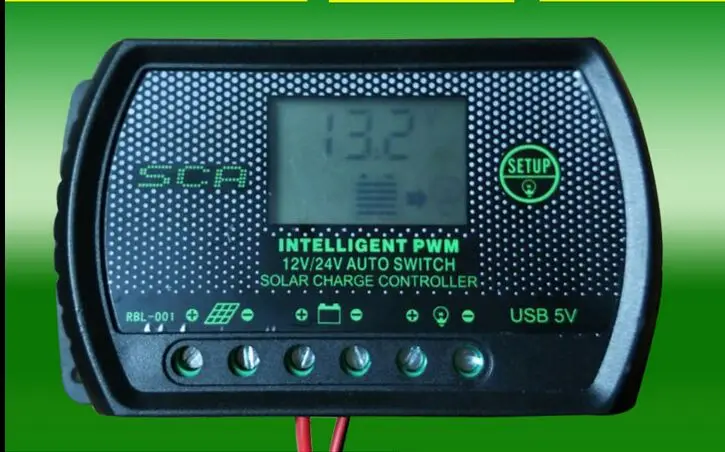 13.2
SCA
SETUP
INTELLIGENT PWM
12V/24V AUTO SWITCH
SOLAR CHARGE CONTROLLER
RBL-001 + - + - + - USB 5V